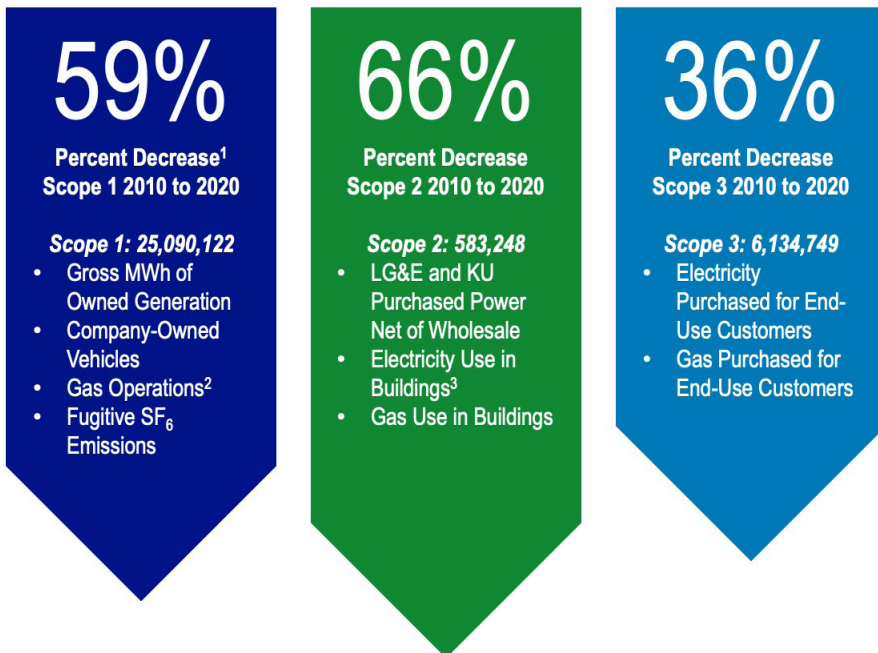 59%
Percent Decrease¹
Scope 1 2010 to 2020
Scope 1: 25,090,122
• Gross MWh of
Owned Generation
• Company-Owned
Vehicles
• Gas Operations²
• Fugitive SF₆
Emissions
66%
Percent Decrease
Scope 2 2010 to 2020
Scope 2: 583,248
• LG&E and KU
Purchased Power
Net of Wholesale
• Electricity Use in
Buildings³
• Gas Use in Buildings
36%
Percent Decrease
Scope 3 2010 to 2020
Scope 3: 6,134,749
• Electricity
Purchased for End-
Use Customers
• Gas Purchased for
End-Use Customers